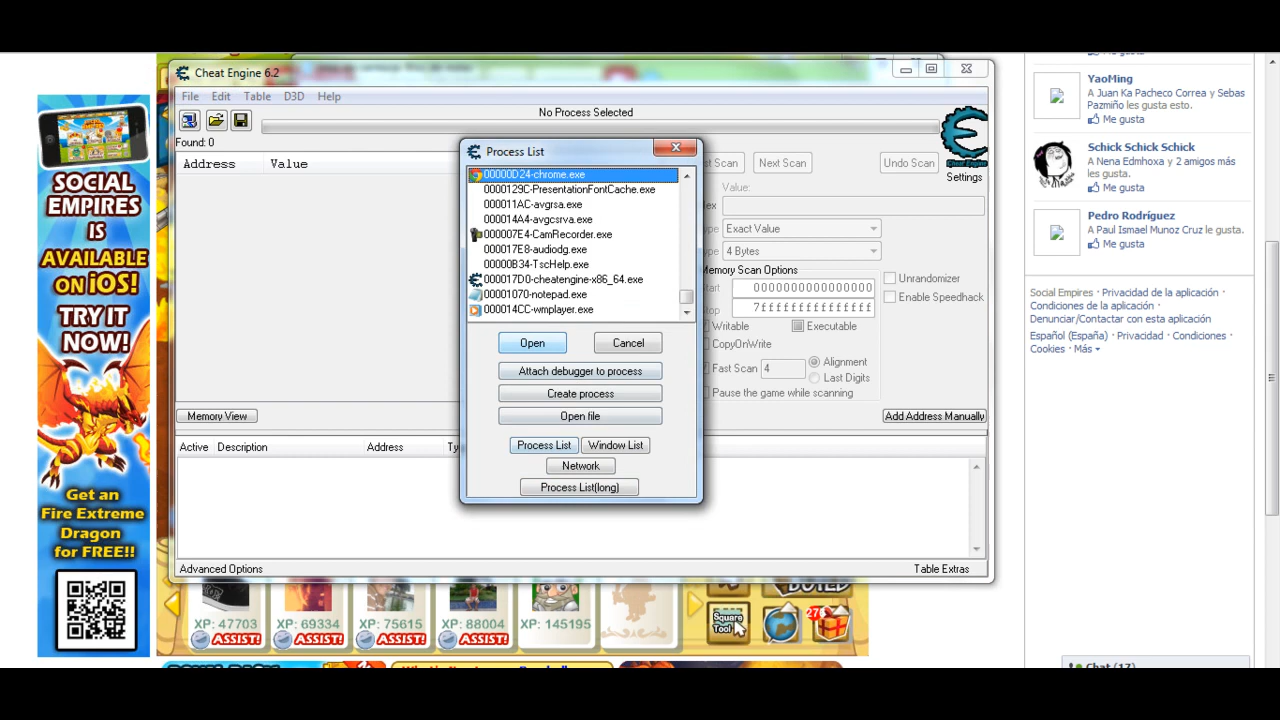 Cheat Engine 6.2
File Edit Table D3D Help
No Process Selected
Found: 0
Address Value
Scan Next Scan Undo Scan
Cheat Engine
Settings
Value:
Exact Value
4 Bytes
Memory Scan Options
0000000000000000
7fffffffffffffff
Unrandomizer
Enable Speedhack
Writable Executable
CopyOnWrite
Fast Scan 4 Alignment
Last Digits
Pause the game while scanning
Memory View
Add Address Manually
Active Description Address
Advanced Options
Table Extras
Process List
00000D24-chrome.exe
0000129C-PresentationFontCache.exe
000011AC-avgrsa.exe
000014A4-avgcsrva.exe
000007E4-CamRecorder.exe
000017E8-audiodg.exe
00000B34-TscHelp.exe
000017D0-cheatengine-x86_64.exe
00001070-notepad.exe
000014CC-wmplayer.exe
Open Cancel
Attach debugger to process
Create process
Open file
Process List Window List
Network
Process List(long)
SOCIAL
EMPIRES
IS
AVAILABLE
ON iOS!
TRY IT
NOW!
Get an
Fire Extreme
Dragon
for FREE!!
XP: 47703 XP: 69334 XP: 75615 XP: 88004 XP: 145195
ASSIST! ASSIST! ASSIST! ASSIST!
Square
Tool
Me gusta
YaoMing
A Juan Ka Pacheco Correa y Sebas
Pazmiño les gusta esto.
Me gusta
Schick Schick Schick
A Nena Edmhoxa y 2 amigos más
les gusta.
Me gusta
Pedro Rodríguez
A Paul Ismael Munoz Cruz le gusta.
Me gusta
Social Empires · Privacidad de la aplicación ·
Condiciones de la aplicación ·
Denunciar/Contactar con esta aplicación
Español (España) · Privacidad · Condiciones ·
Cookies · Más
Chat (17)